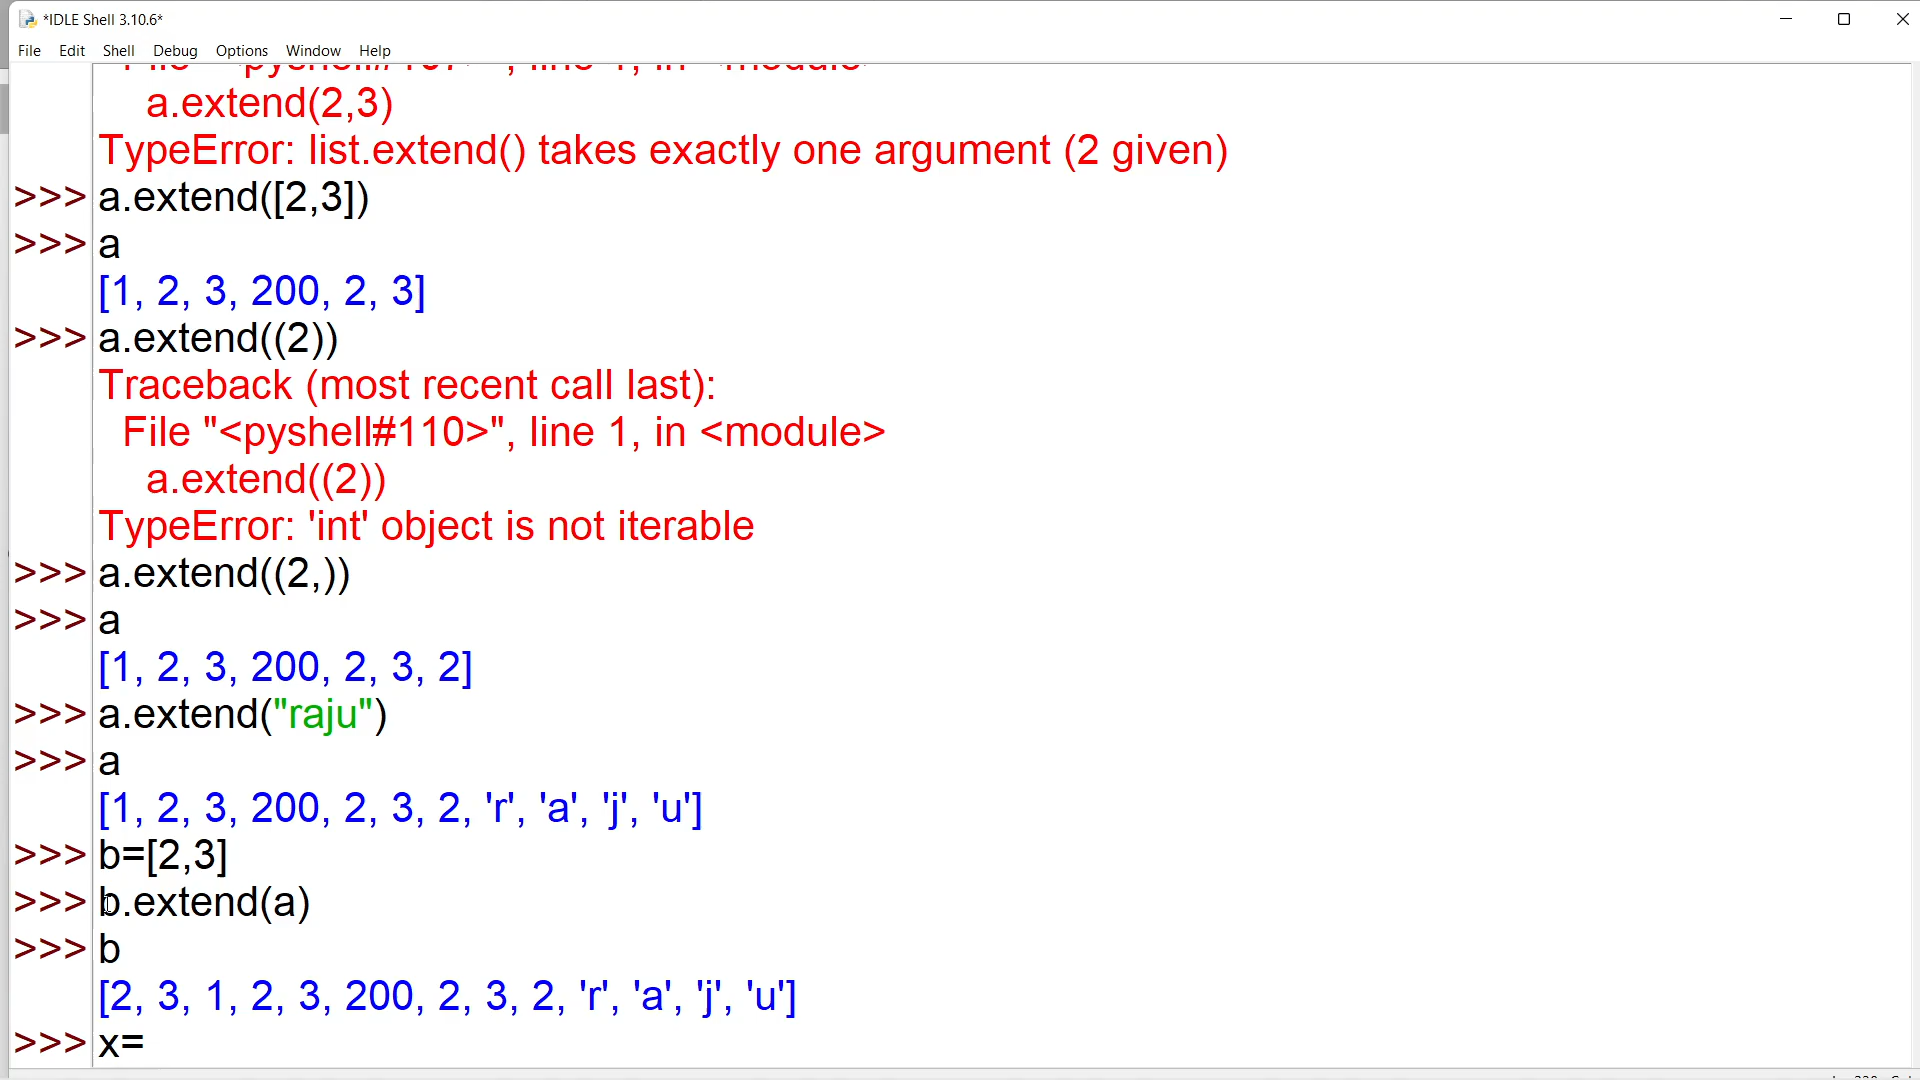 *IDLE Shell 3.10.6*
File Edit Shell Debug Options Window Help
a.extend(2,3)
TypeError: list.extend() takes exactly one argument (2 given)
>>> a.extend([2,3])
>>> a
[1, 2, 3, 200, 2, 3]
>>> a.extend((2))
Traceback (most recent call last):
File "<pyshell#110>", line 1, in <module>
a.extend((2))
TypeError: 'int' object is not iterable
>>> a.extend((2,))
>>> a
[1, 2, 3, 200, 2, 3, 2]
>>> a.extend("raju")
>>> a
[1, 2, 3, 200, 2, 3, 2, 'r', 'a', 'j', 'u']
>>> b=[2,3]
>>> b.extend(a)
>>> b
[2, 3, 1, 2, 3, 200, 2, 3, 2, 'r', 'a', 'j', 'u']
>>> x=